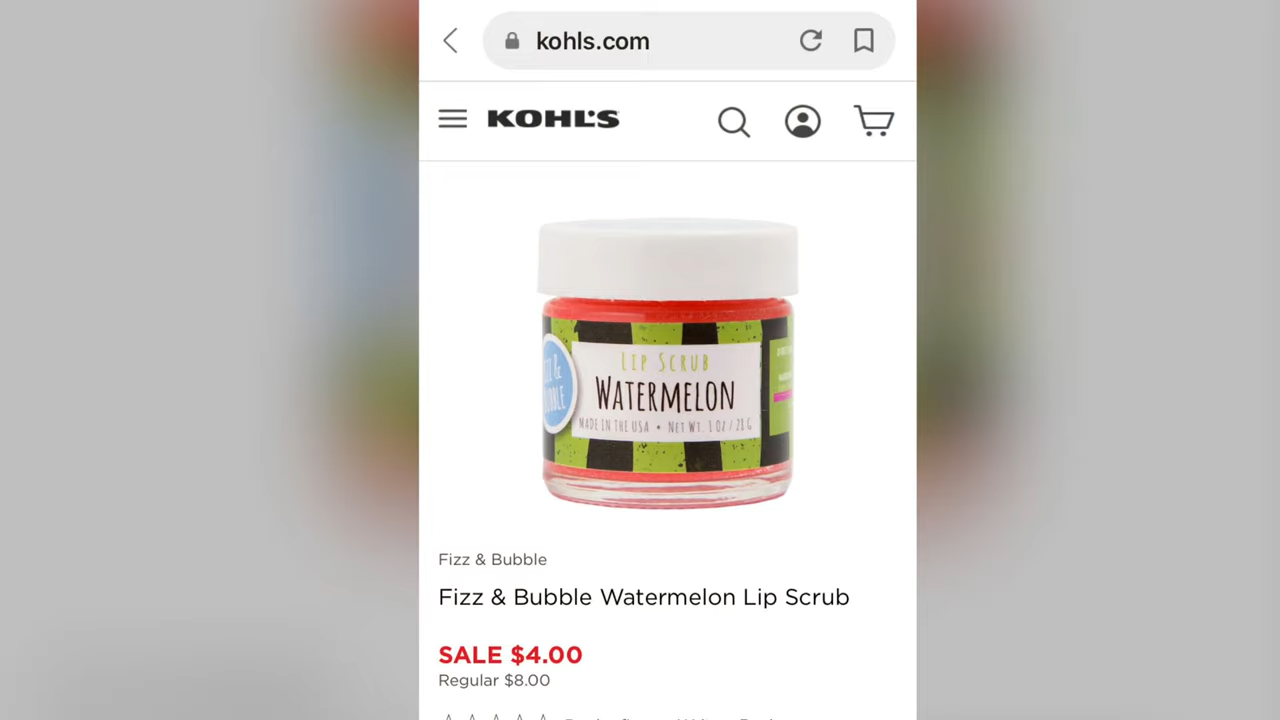 kohls.com
KOHL'S
LIP SCRUB
WATERMELON
MADE IN THE USA • NET WT. 1 OZ / 28 G
Fizz & Bubble
Fizz & Bubble Watermelon Lip Scrub
SALE $4.00
Regular $8.00